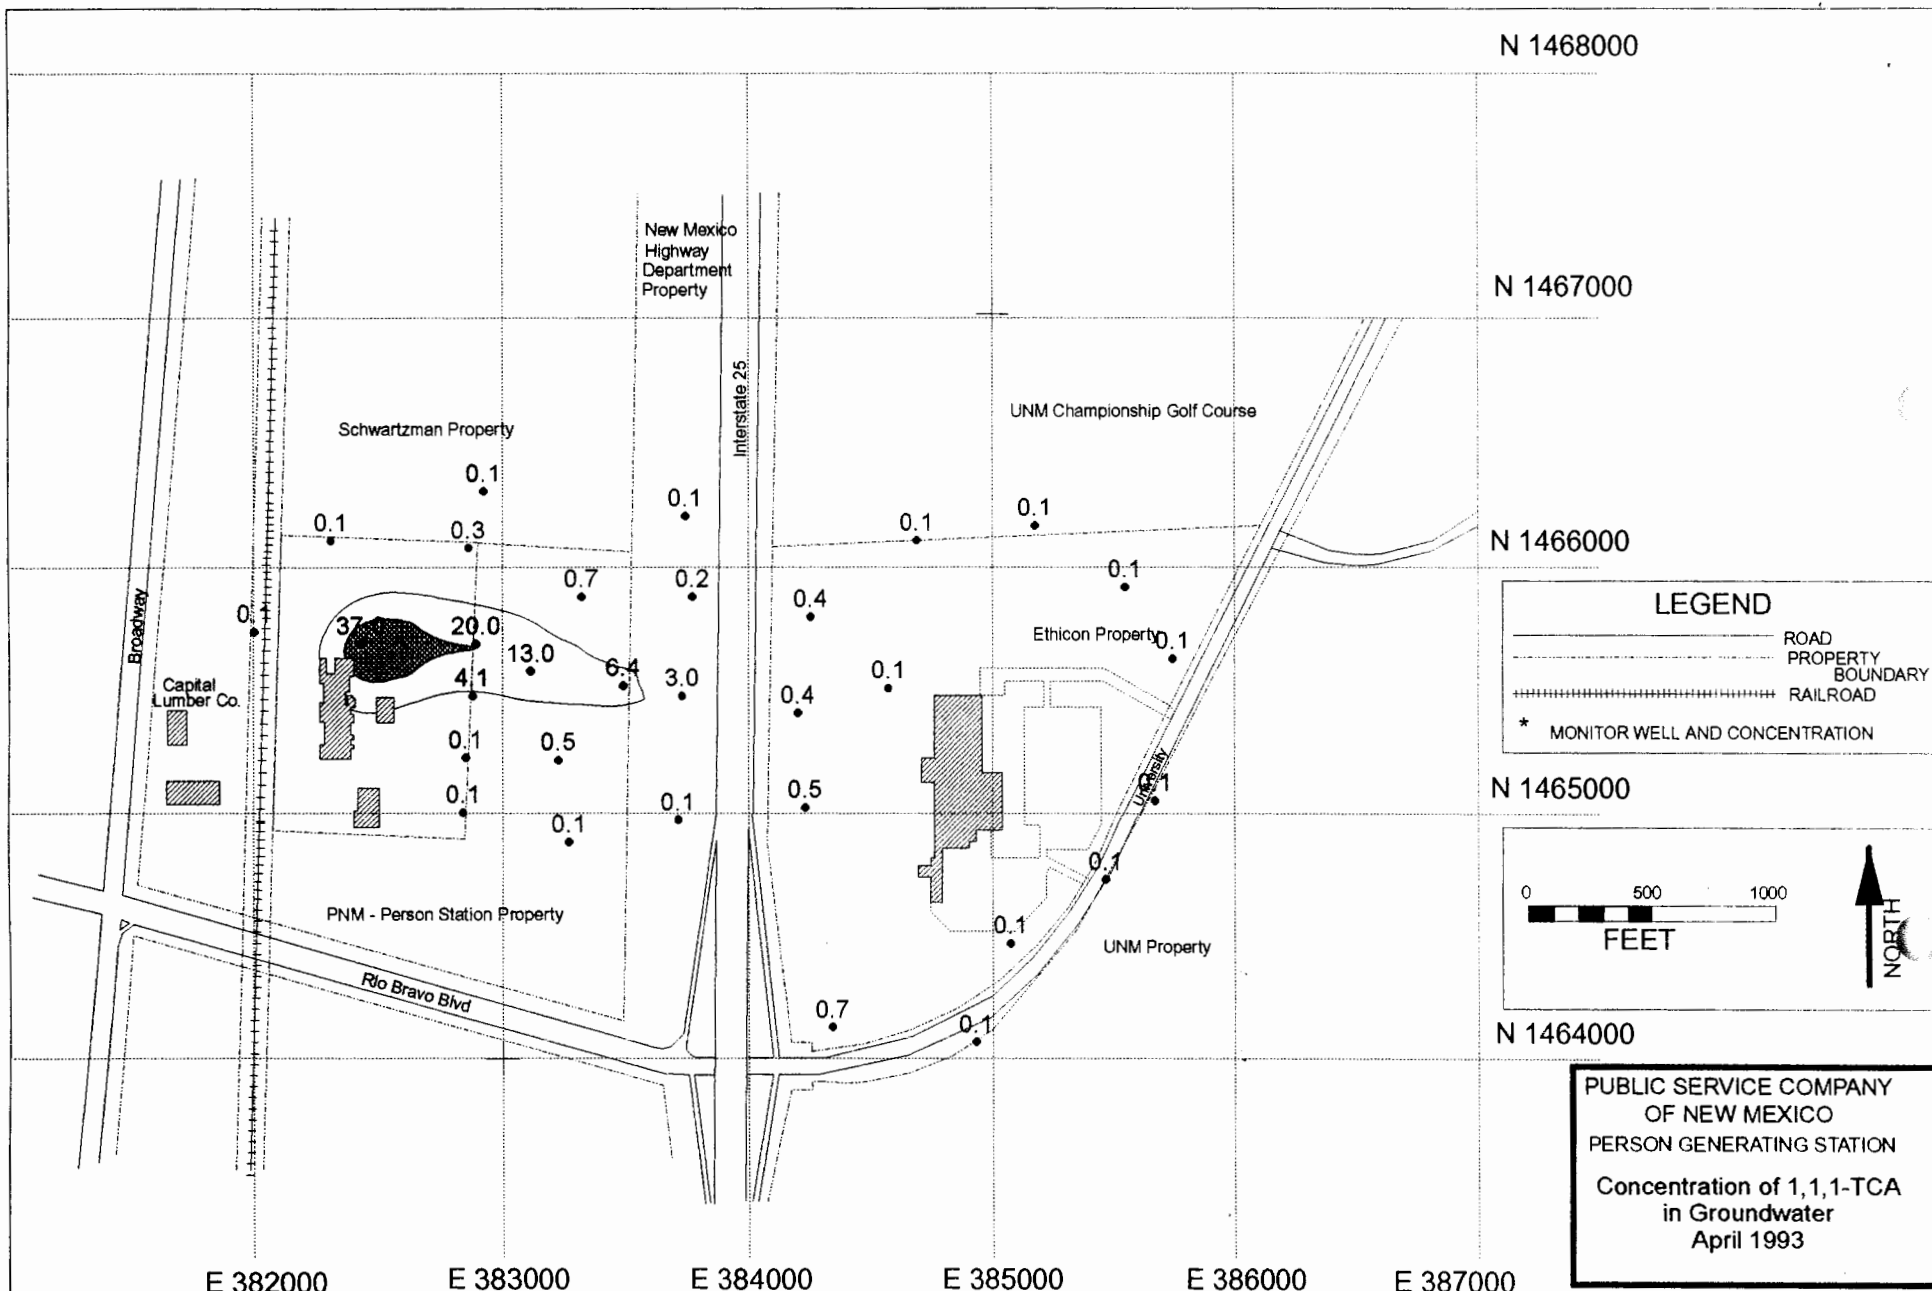 N 1468000
New Mexico
Highway
Department
Property
N 1467000
Interstate 25
UNM Championship Golf Course
Schwartzman Property
0.1
0.1
0.1
0.1
0.1
0.3
N 1466000
0.7
0.2
0.1
0.4
0.1
LEGEND
ROAD
PROPERTY
BOUNDARY
RAILROAD
* MONITOR WELL AND CONCENTRATION
Broadway
20.0
Ethicon Property
0.1
13.0
6.4
0.1
4.1
3.0
0.4
Capital
Lumber Co.
0.1
0.5
University
0.1
N 1465000
0.1
0.1
0.5
0.1
0.1
0 500 1000
FEET
NORTH
PNM - Person Station Property
0.1
UNM Property
Rio Bravo Blvd
0.7
0.1
N 1464000
PUBLIC SERVICE COMPANY
OF NEW MEXICO
PERSON GENERATING STATION
Concentration of 1,1,1-TCA
in Groundwater
April 1993
E 382000 E 383000 E 384000 E 385000 E 386000 E 387000